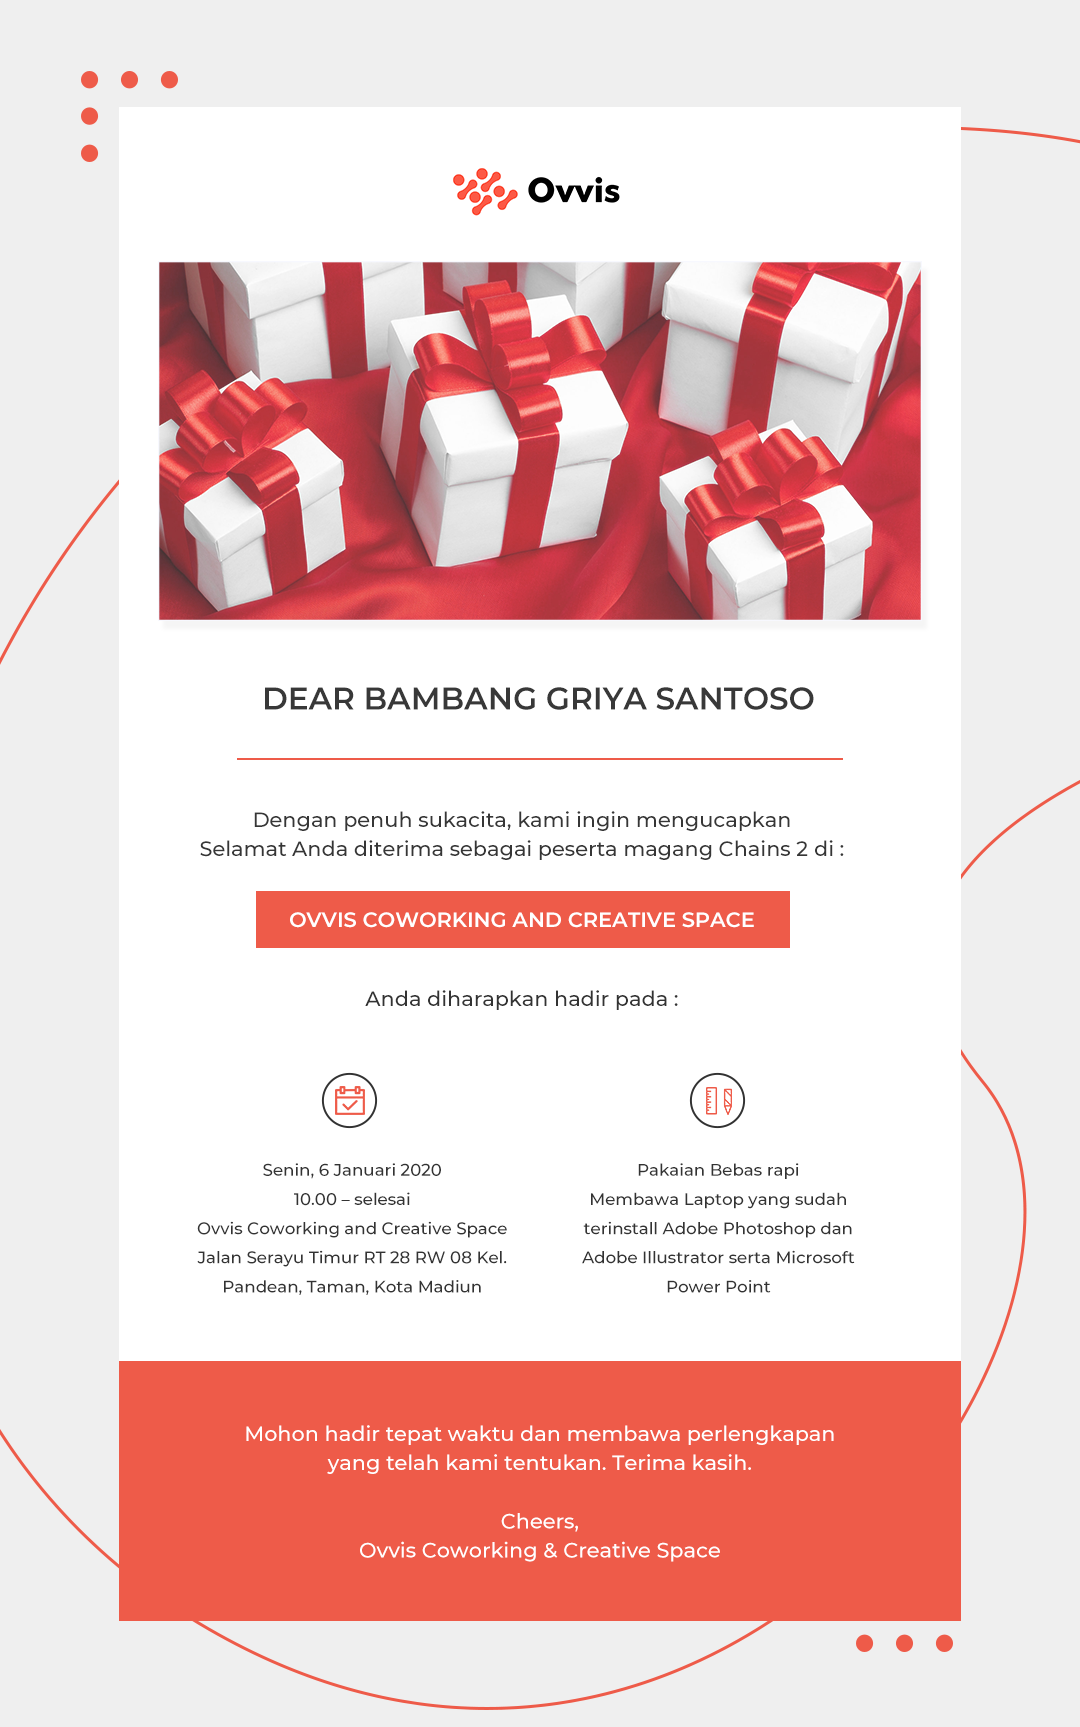 Ovvis
DEAR BAMBANG GRIYA SANTOSO
Dengan penuh sukacita, kami ingin mengucapkan
Selamat Anda diterima sebagai peserta magang Chains 2 di :
OVVIS COWORKING AND CREATIVE SPACE
Anda diharapkan hadir pada :
Senin, 6 Januari 2020
10.00 – selesai
Ovvis Coworking and Creative Space
Jalan Serayu Timur RT 28 RW 08 Kel.
Pandean, Taman, Kota Madiun
Pakaian Bebas rapi
Membawa Laptop yang sudah
terinstall Adobe Photoshop dan
Adobe Illustrator serta Microsoft
Power Point
Mohon hadir tepat waktu dan membawa perlengkapan
yang telah kami tentukan. Terima kasih.
Cheers,
Ovvis Coworking & Creative Space